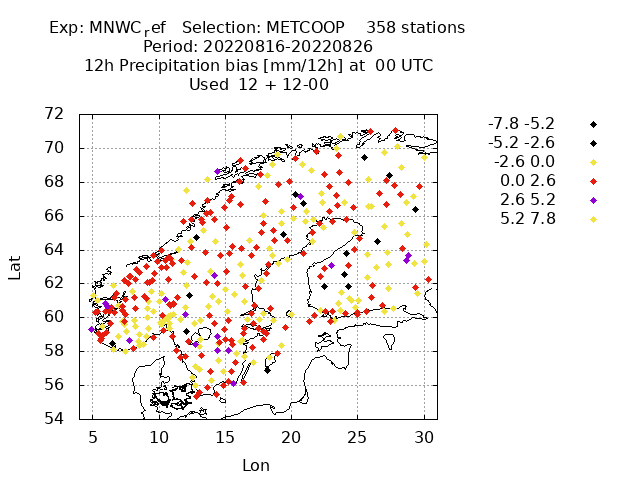 Exp: MNWCref Selection: METCOOP 358 stations
Period: 20220816-20220826
12h Precipitation bias [mm/12h] at 00 UTC
Used 12 + 12-00
72
70
68
66
64
62
60
58
56
54
Lat
5 10 15 20 25 30
Lon
-7.8 -5.2
-5.2 -2.6
-2.6 0.0
0.0 2.6
2.6 5.2
5.2 7.8